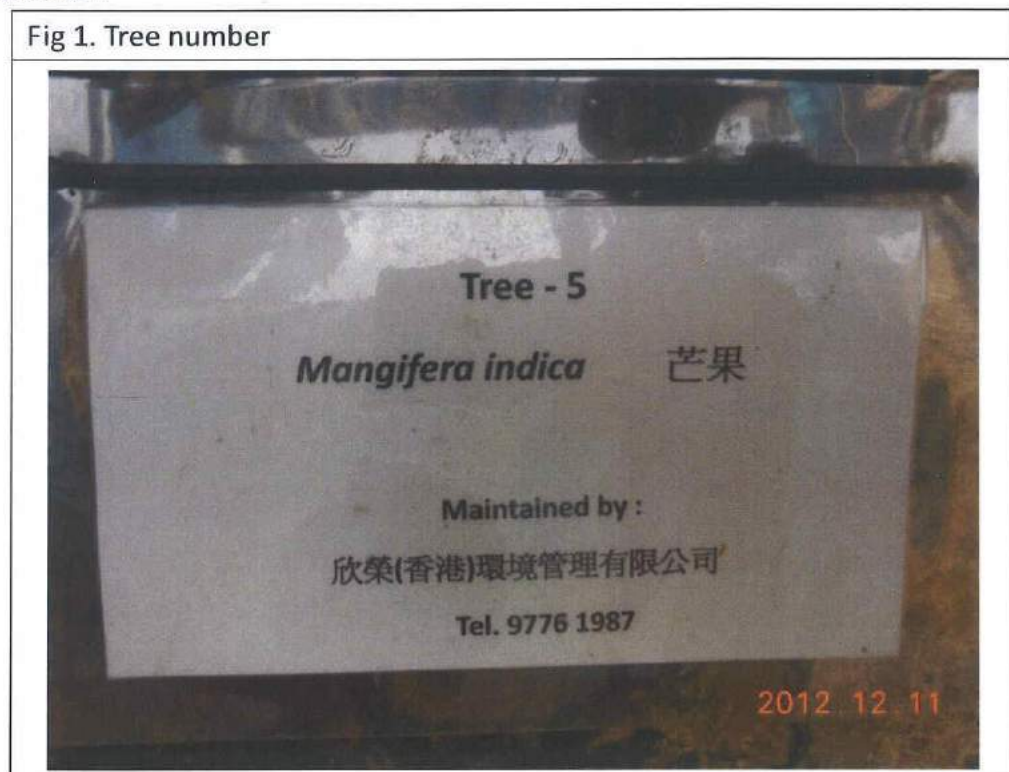 Fig 1. Tree number
Tree - 5
Mangifera indica 芒果
Maintained by :
欣榮(香港)環境管理有限公司
Tel. 9776 1987
2012 12 11